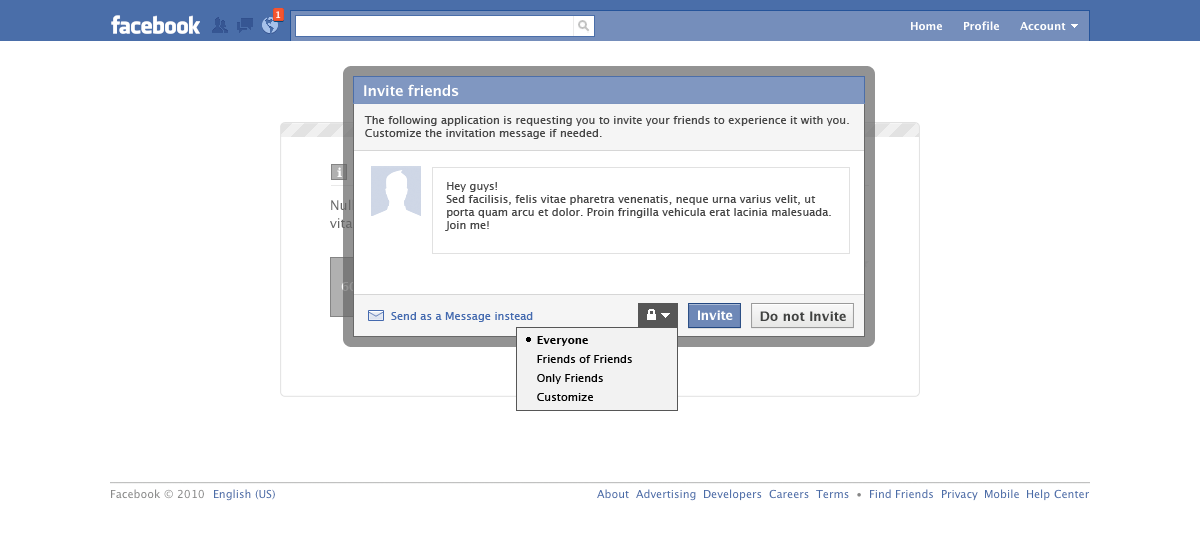 facebook
1
Home Profile Account
Invite friends
The following application is requesting you to invite your friends to experience it with you.
Customize the invitation message if needed.
i
Hey guys!
Sed facilisis, felis vitae pharetra venenatis, neque urna varius velit, ut
porta quam arcu et dolor. Proin fringilla vehicula erat lacinia malesuada.
Join me!
Send as a Message instead
Invite
Do not Invite
Everyone
Friends of Friends
Only Friends
Customize
Facebook © 2010 English (US)
About Advertising Developers Careers Terms • Find Friends Privacy Mobile Help Center